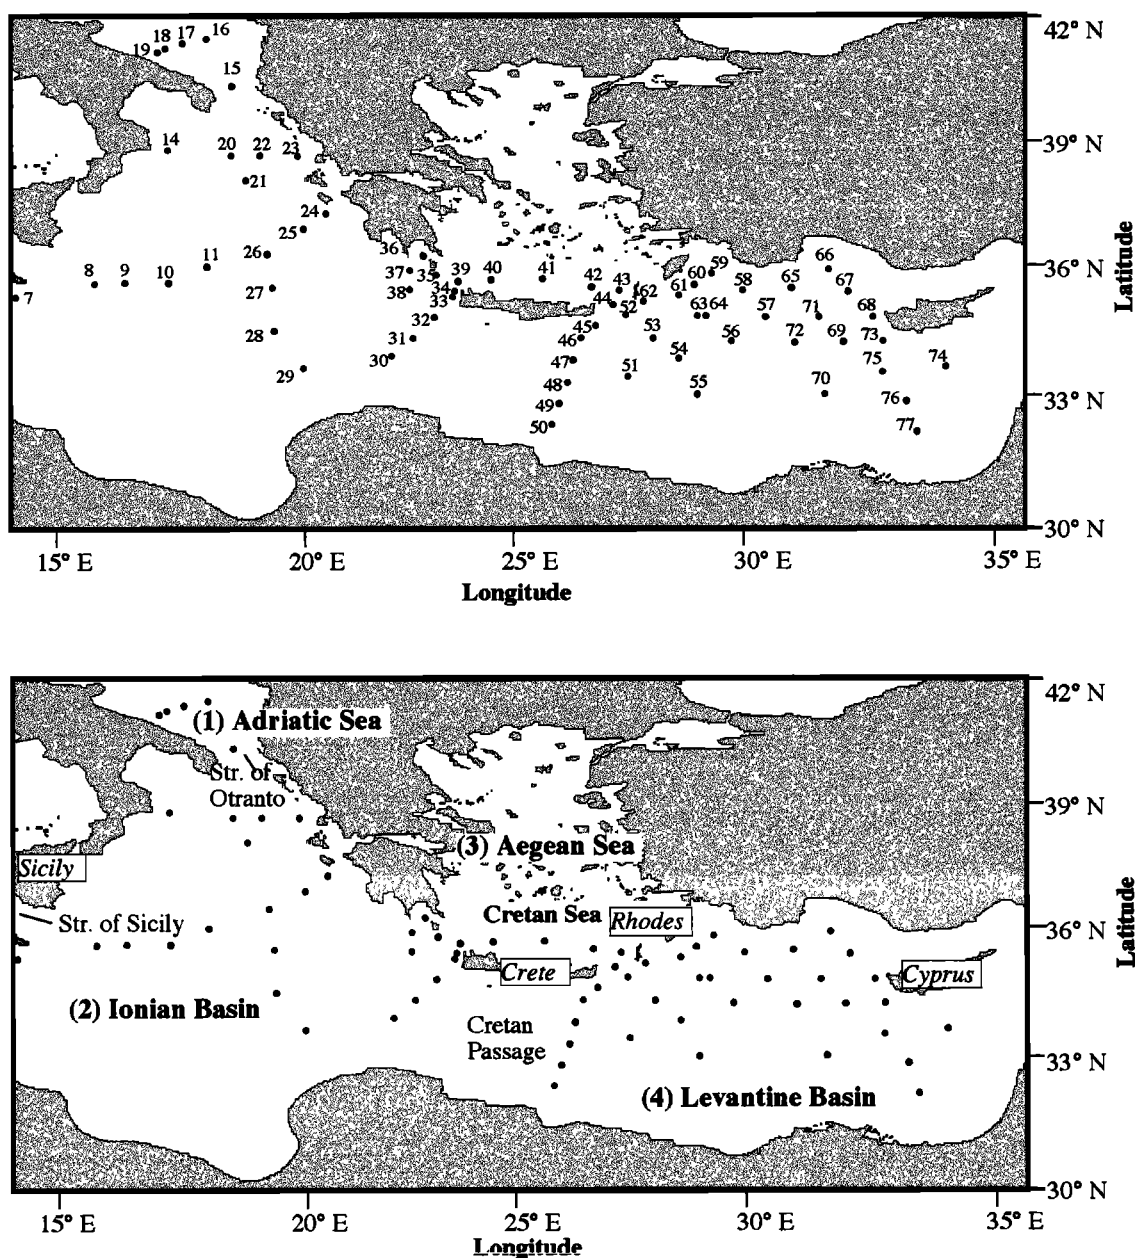 42° N
16
17
18
19
15
39° N
14
20 22 23
21
24
25
Latitude
36
26
11
59
66
36° N
39 40 41
60
8 9 10
37
35
42 43
61
58 65 67
7
27
38
34
33
44
62
52
63 64
57 71 68
32
45
53
28
31
46
56 72 69 73
30
47
54
75 74
29
51
48
55
70
76
33° N
49
50
77
30° N
15° E 20° E 25° E 30° E 35° E
Longitude
42° N
(1) Adriatic Sea
Str. of
Otranto
39° N
(3) Aegean Sea
Sicily
Latitude
Cretan Sea Rhodes
Str. of Sicily
36° N
Crete
Cyprus
(2) Ionian Basin
Cretan
Passage
33° N
(4) Levantine Basin
30° N
15° E 20° E 25° E 30° E 35° E
Longitude